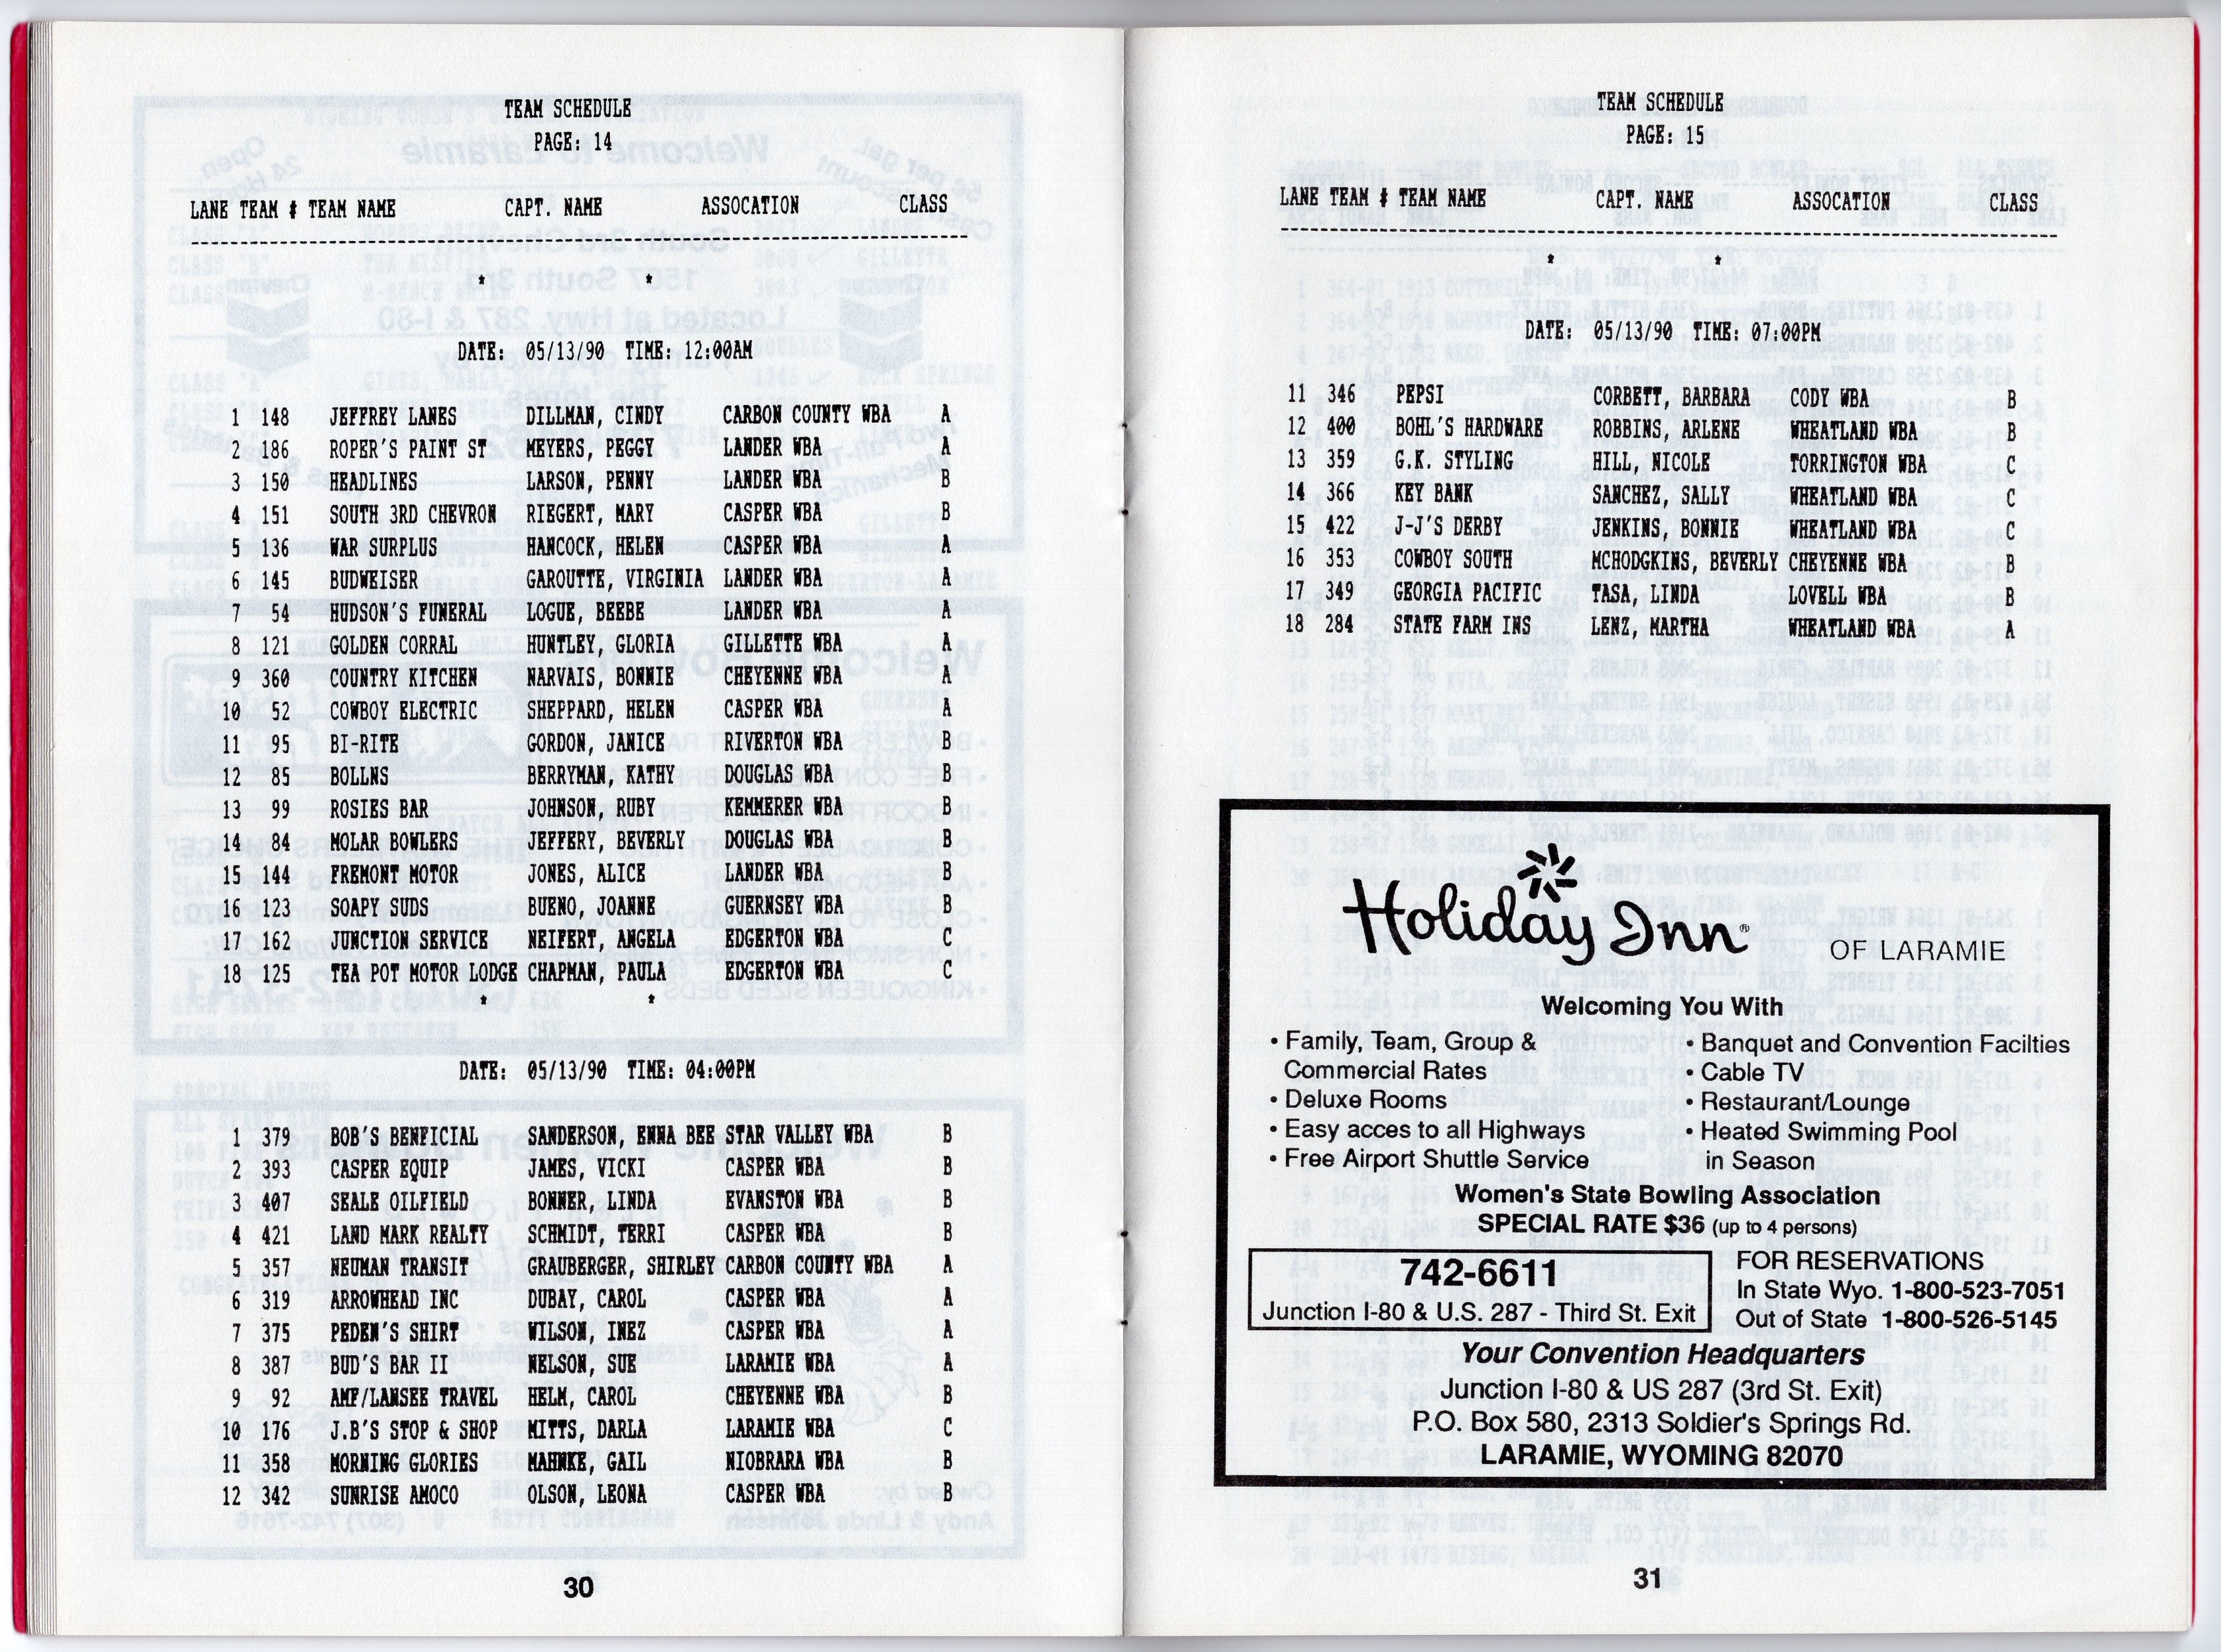 TEAM SCHEDULE
PAGE: 14
LANE TEAM # TEAM NAME CAPT. NAME ASSOCATION CLASS
* *
DATE: 05/13/90 TIME: 12:00AM
1 148 JEFFREY LANES DILLMAN, CINDY CARBON COUNTY WBA A
2 186 ROPER'S PAINT ST MEYERS, PEGGY LANDER WBA A
3 150 HEADLINES LARSON, PENNY LANDER WBA B
4 151 SOUTH 3RD CHEVRON RIEGERT, MARY CASPER WBA B
5 136 WAR SURPLUS HANCOCK, HELEN CASPER WBA A
6 145 BUDWEISER GAROUTTE, VIRGINIA LANDER WBA A
7 54 HUDSON'S FUNERAL LOGUE, BEEBE LANDER WBA A
8 121 GOLDEN CORRAL HUNTLEY, GLORIA GILLETTE WBA A
9 360 COUNTRY KITCHEN NARVAIS, BONNIE CHEYENNE WBA A
10 52 COWBOY ELECTRIC SHEPPARD, HELEN CASPER WBA A
11 95 BI-RITE GORDON, JANICE RIVERTON WBA B
12 85 BOLLNS BERRYMAN, KATHY DOUGLAS WBA B
13 99 ROSIES BAR JOHNSON, RUBY KEMMERER WBA B
14 84 MOLAR BOWLERS JEFFERY, BEVERLY DOUGLAS WBA B
15 144 FREMONT MOTOR JONES, ALICE LANDER WBA B
16 123 SOAPY SUDS BUENO, JOANNE GUERNSEY WBA B
17 162 JUNCTION SERVICE NEIFERT, ANGELA EDGERTON WBA C
18 125 TEA POT MOTOR LODGE CHAPMAN, PAULA EDGERTON WBA C
* *
DATE: 05/13/90 TIME: 04:00PM
1 379 BOB'S BENFICIAL SANDERSON, ENNA BEE STAR VALLEY WBA B
2 393 CASPER EQUIP JAMES, VICKI CASPER WBA B
3 407 SEALE OILFIELD BONNER, LINDA EVANSTON WBA B
4 421 LAND MARK REALTY SCHMIDT, TERRI CASPER WBA B
5 357 NEUMAN TRANSIT GRAUBERGER, SHIRLEY CARBON COUNTY WBA A
6 319 ARROWHEAD INC DUBAY, CAROL CASPER WBA A
7 375 PEDEN'S SHIRT WILSON, INEZ CASPER WBA A
8 387 BUD'S BAR II NELSON, SUE LARAMIE WBA A
9 92 AMF/LANSEE TRAVEL HELM, CAROL CHEYENNE WBA B
10 176 J.B'S STOP & SHOP MITTS, DARLA LARAMIE WBA C
11 358 MORNING GLORIES MAHNKE, GAIL NIOBRARA WBA B
12 342 SUNRISE AMOCO OLSON, LEONA CASPER WBA B
30
TEAM SCHEDULE
PAGE: 15
LANE TEAM # TEAM NAME CAPT. NAME ASSOCATION CLASS
* *
DATE: 05/13/90 TIME: 07:00PM
11 346 PEPSI CORBETT, BARBARA CODY WBA B
12 400 BOHL'S HARDWARE ROBBINS, ARLENE WHEATLAND WBA B
13 359 G.K. STYLING HILL, NICOLE TORRINGTON WBA C
14 366 KEY BANK SANCHEZ, SALLY WHEATLAND WBA C
15 422 J-J'S DERBY JENKINS, BONNIE WHEATLAND WBA C
16 353 COWBOY SOUTH MCHODGKINS, BEVERLY CHEYENNE WBA B
17 349 GEORGIA PACIFIC TASA, LINDA LOVELL WBA B
18 284 STATE FARM INS LENZ, MARTHA WHEATLAND WBA A
Holiday Inn® OF LARAMIE
Welcoming You With
• Family, Team, Group &
Commercial Rates
• Deluxe Rooms
• Easy acces to all Highways
• Free Airport Shuttle Service
• Banquet and Convention Facilties
• Cable TV
• Restaurant/Lounge
• Heated Swimming Pool
in Season
Women's State Bowling Association
SPECIAL RATE $36 (up to 4 persons)
742-6611
Junction I-80 & U.S. 287 - Third St. Exit
FOR RESERVATIONS
In State Wyo. 1-800-523-7051
Out of State 1-800-526-5145
Your Convention Headquarters
Junction I-80 & US 287 (3rd St. Exit)
P.O. Box 580, 2313 Soldier's Springs Rd.
LARAMIE, WYOMING 82070
31